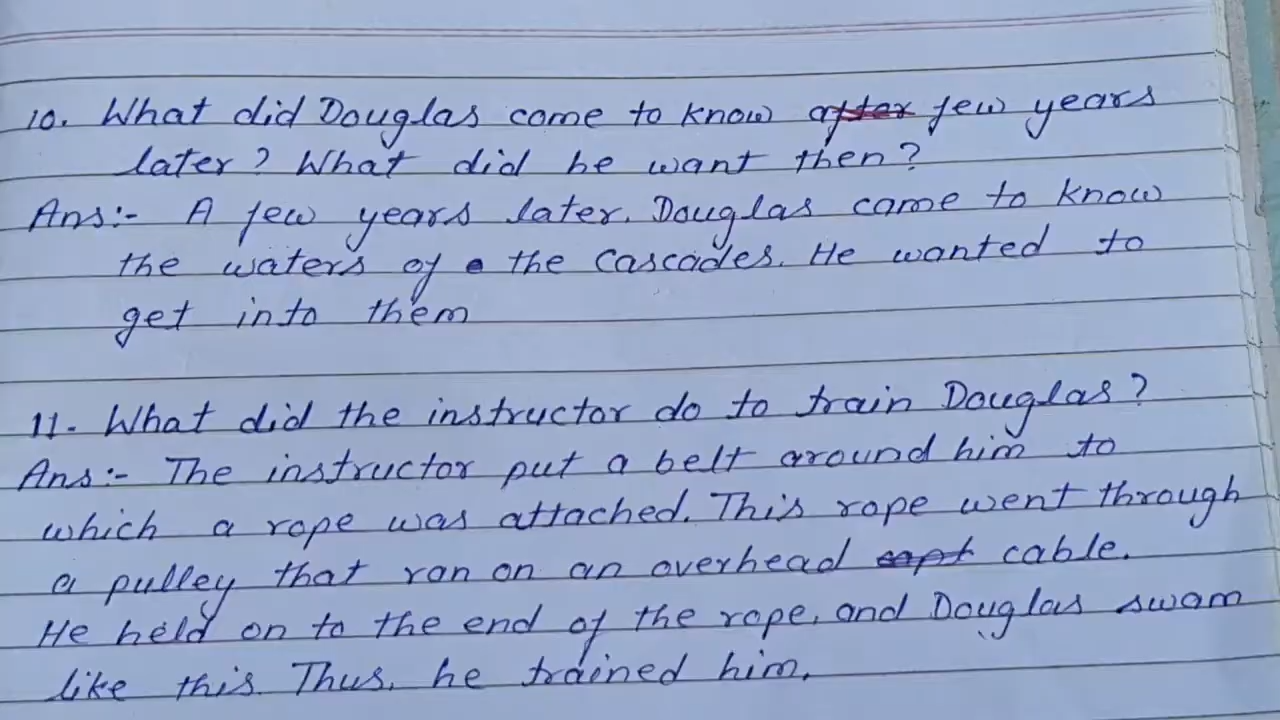 10. What did Douglas come to know after few years
later? What did he want then?
Ans:- A few years later. Douglas came to know
the waters of the Cascades. He wanted to
get into them
11. What did the instructor do to train Douglas?
Ans:- The instructor put a belt around him to
which a rope was attached. This rope went through
a pulley that ran on an overhead cable.
He held on to the end of the rope, and Douglas swam
like this. Thus, he trained him.